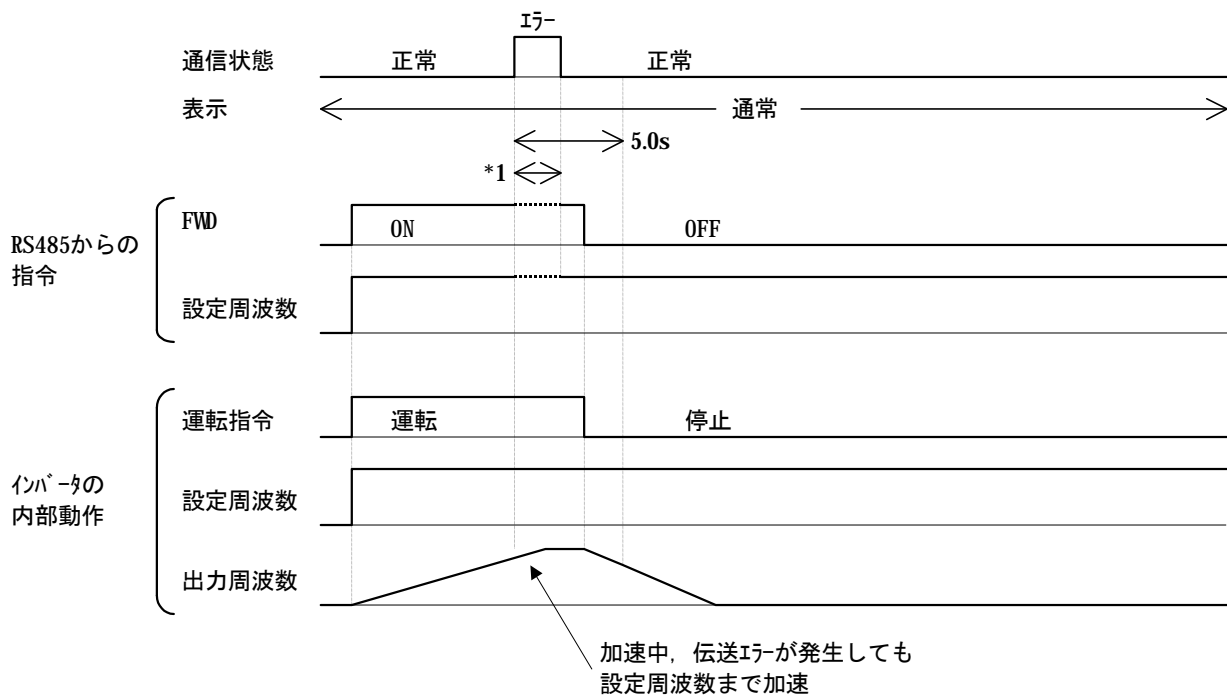 ｴﾗｰ
通信状態 正常 正常
表示 通常
5.0s
*1
RS485からの
指令
FWD ON OFF
設定周波数
ｲﾝﾊﾞｰﾀの
内部動作
運転指令 運転 停止
設定周波数
出力周波数
加速中，伝送ｴﾗｰが発生しても
設定周波数まで加速